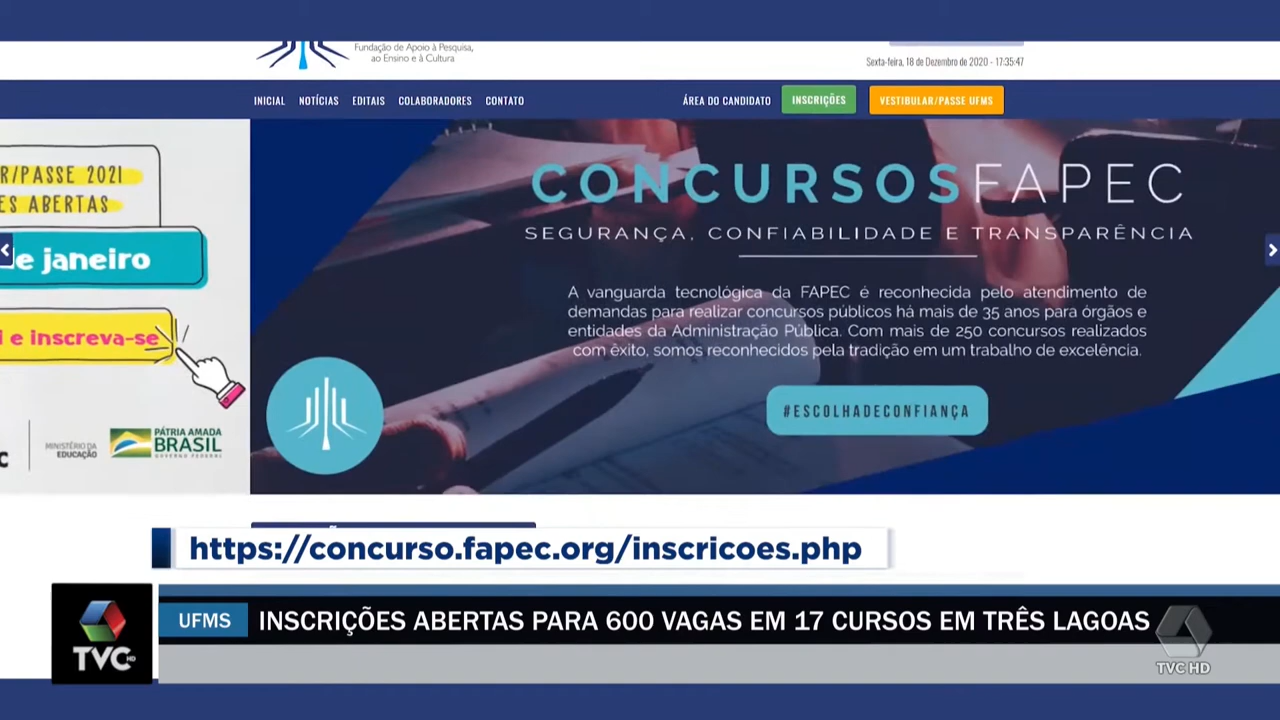 Fundação de Apoio à Pesquisa,
ao Ensino e à Cultura
Sexta-feira, 18 de Dezembro de 2020 - 17:35:47
INICIAL NOTÍCIAS EDITAIS COLABORADORES CONTATO ÁREA DO CANDIDATO INSCRIÇÕES VESTIBULAR/PASSE UFMS
R/PASSE 2021
ES ABERTAS
e janeiro
i e inscreva-se
MINISTÉRIO DA
EDUCAÇÃO
PÁTRIA AMADA
BRASIL
GOVERNO FEDERAL
CONCURSOSFAPEC
SEGURANÇA, CONFIABILIDADE E TRANSPARÊNCIA
A vanguarda tecnológica da FAPEC é reconhecida pelo atendimento de
demandas para realizar concursos públicos há mais de 35 anos para órgãos e
entidades da Administração Pública. Com mais de 250 concursos realizados
com êxito, somos reconhecidos pela tradição em um trabalho de excelência.
#ESCOLHADECONFIANÇA
https://concurso.fapec.org/inscricoes.php
UFMS INSCRIÇÕES ABERTAS PARA 600 VAGAS EM 17 CURSOS EM TRÊS LAGOAS
TVC HD
TVC HD